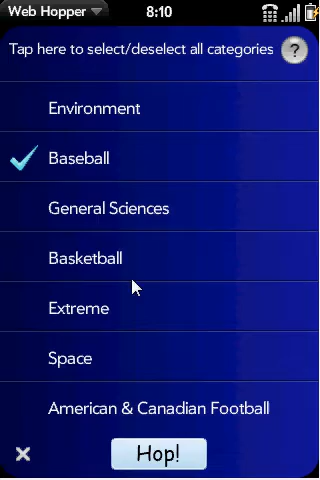 Web Hopper 8:10
Tap here to select/deselect all categories ?
Environment
Baseball
General Sciences
Basketball
Extreme
Space
American & Canadian Football
Hop!